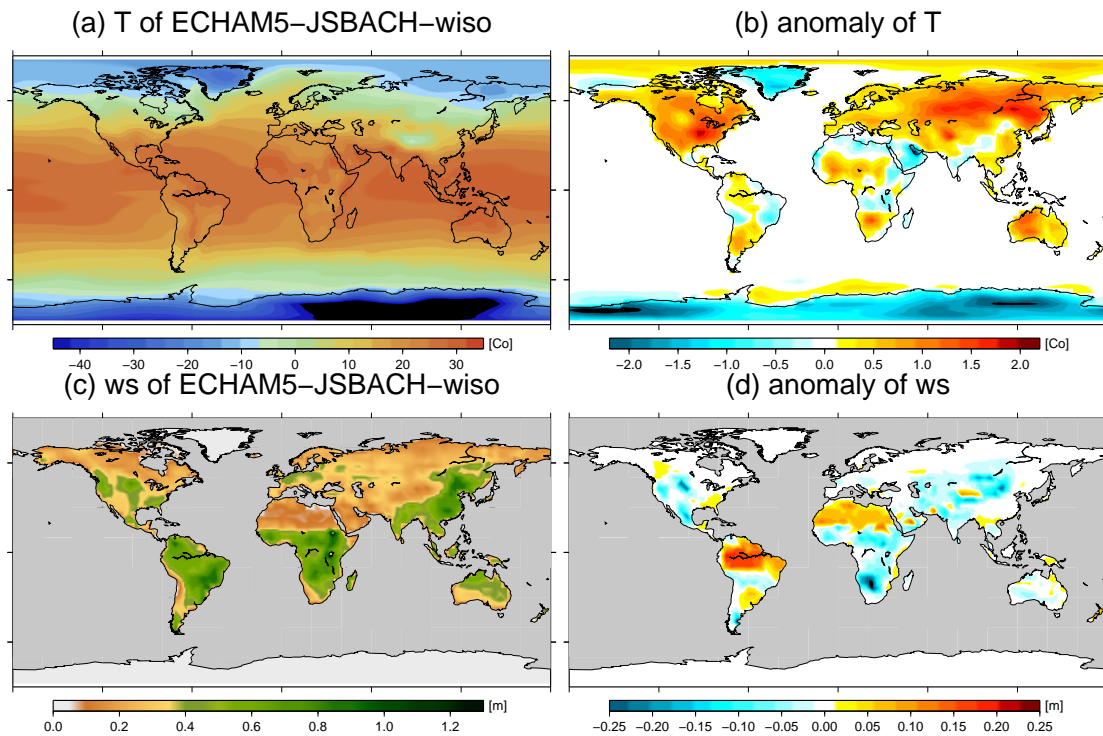 (a) T of ECHAM5−JSBACH−wiso
(b) anomaly of T
−40 −30 −20 −10 0 10 20 30 [Co]
−2.0 −1.5 −1.0 −0.5 0.0 0.5 1.0 1.5 2.0 [Co]
(c) ws of ECHAM5−JSBACH−wiso
(d) anomaly of ws
0.0 0.2 0.4 0.6 0.8 1.0 1.2 [m]
−0.25 −0.20 −0.15 −0.10 −0.05 0.00 0.05 0.10 0.15 0.20 0.25 [m]